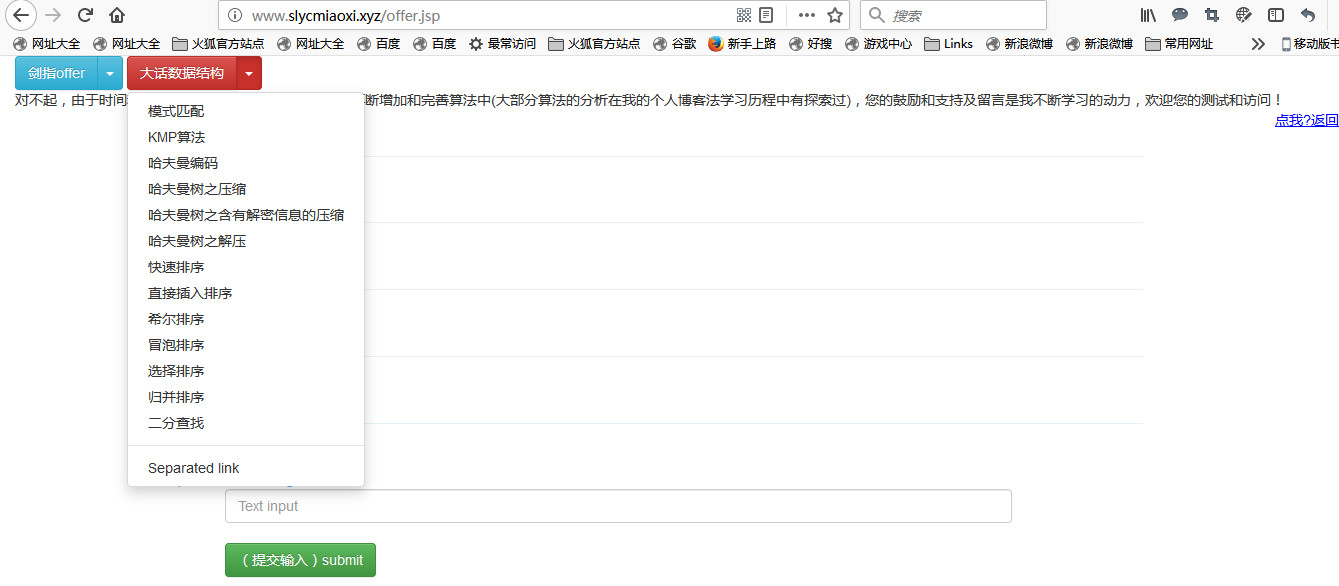 www.slycmiaoxi.xyz/offer.jsp
搜索
网址大全 网址大全 火狐官方站点 网址大全 百度 百度 最常访问 火狐官方站点 谷歌 新手上路 好搜 游戏中心 Links 新浪微博 新浪微博 常用网址 移动版书
剑指offer 大话数据结构
对不起，由于时间 断增加和完善算法中(大部分算法的分析在我的个人博客法学习历程中有探索过)，您的鼓励和支持及留言是我不断学习的动力，欢迎您的测试和访问！
点我?返回
模式匹配
KMP算法
哈夫曼编码
哈夫曼树之压缩
哈夫曼树之含有解密信息的压缩
哈夫曼树之解压
快速排序
直接插入排序
希尔排序
冒泡排序
选择排序
归并排序
二分查找
Separated link
Text input
（提交输入）submit